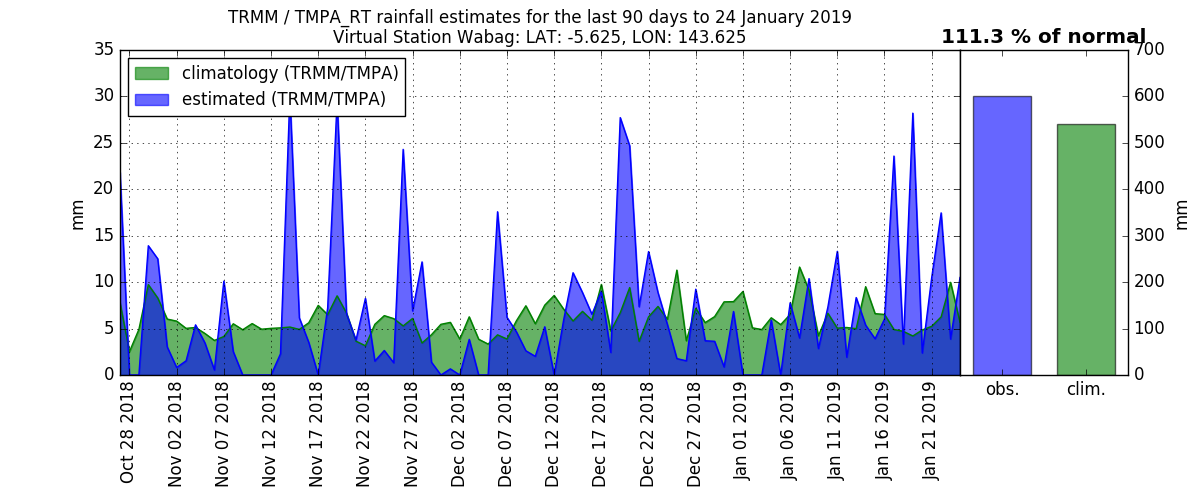 TRMM / TMPA_RT rainfall estimates for the last 90 days to 24 January 2019
Virtual Station Wabag: LAT: -5.625, LON: 143.625
111.3 % of normal
climatology (TRMM/TMPA)
estimated (TRMM/TMPA)
35
30
25
20
15
10
5
0
mm
Oct 28 2018
Nov 02 2018
Nov 07 2018
Nov 12 2018
Nov 17 2018
Nov 22 2018
Nov 27 2018
Dec 02 2018
Dec 07 2018
Dec 12 2018
Dec 17 2018
Dec 22 2018
Dec 27 2018
Jan 01 2019
Jan 06 2019
Jan 11 2019
Jan 16 2019
Jan 21 2019
obs.
clim.
700
600
500
400
300
200
100
0
mm